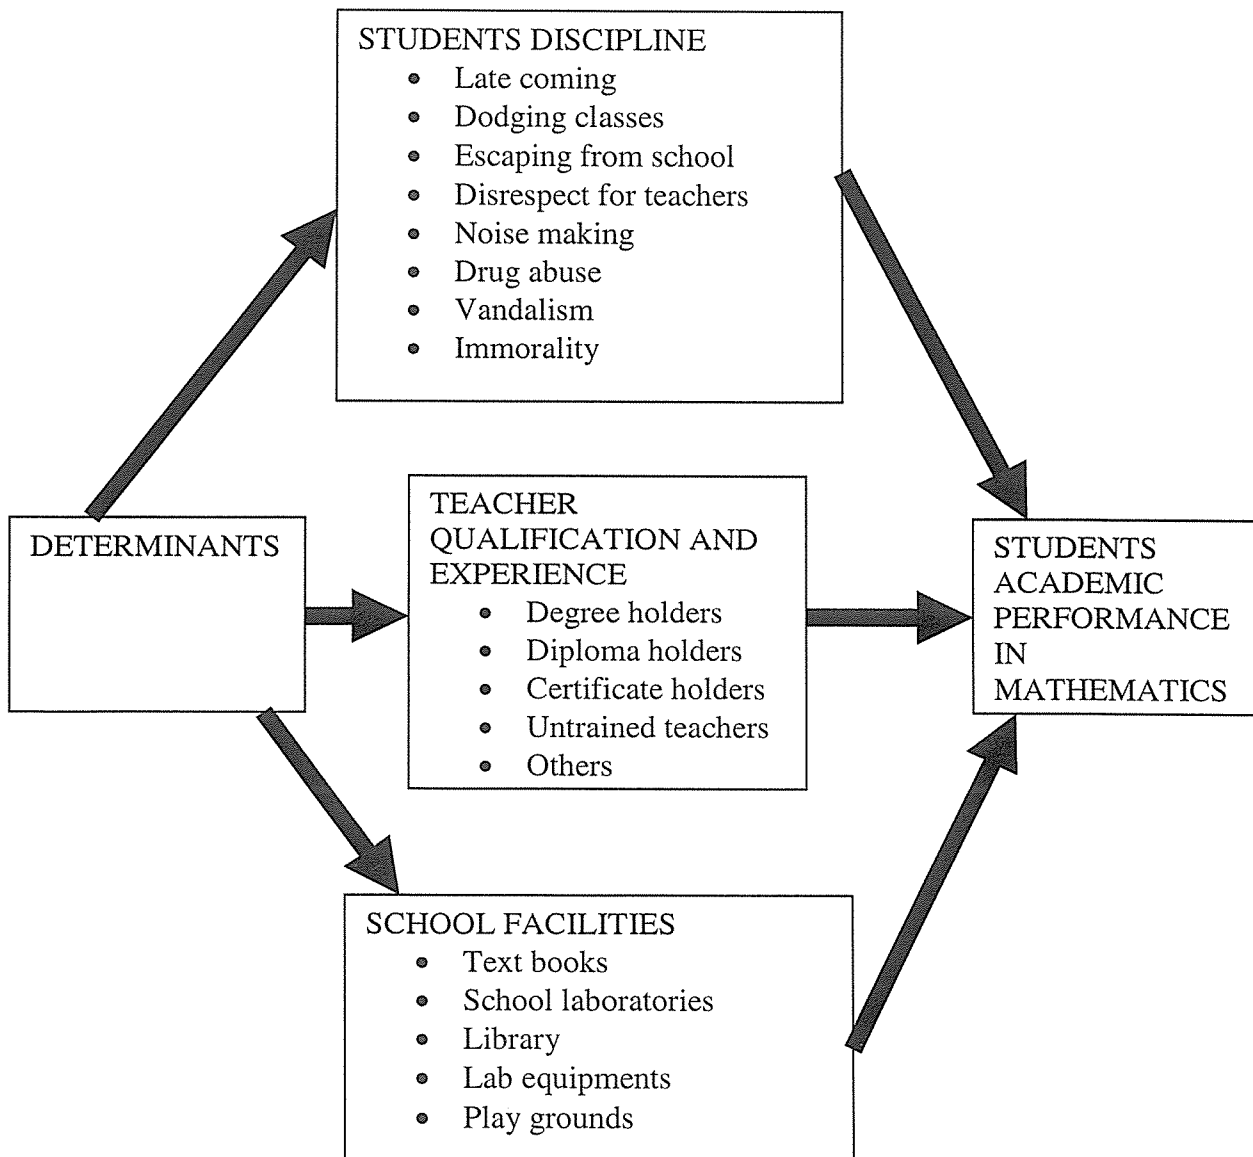 STUDENTS DISCIPLINE
• Late coming
• Dodging classes
• Escaping from school
• Disrespect for teachers
• Noise making
• Drug abuse
• Vandalism
• Immorality
DETERMINANTS
TEACHER
QUALIFICATION AND
EXPERIENCE
• Degree holders
• Diploma holders
• Certificate holders
• Untrained teachers
• Others
STUDENTS
ACADEMIC
PERFORMANCE
IN
MATHEMATICS
SCHOOL FACILITIES
• Text books
• School laboratories
• Library
• Lab equipments
• Play grounds